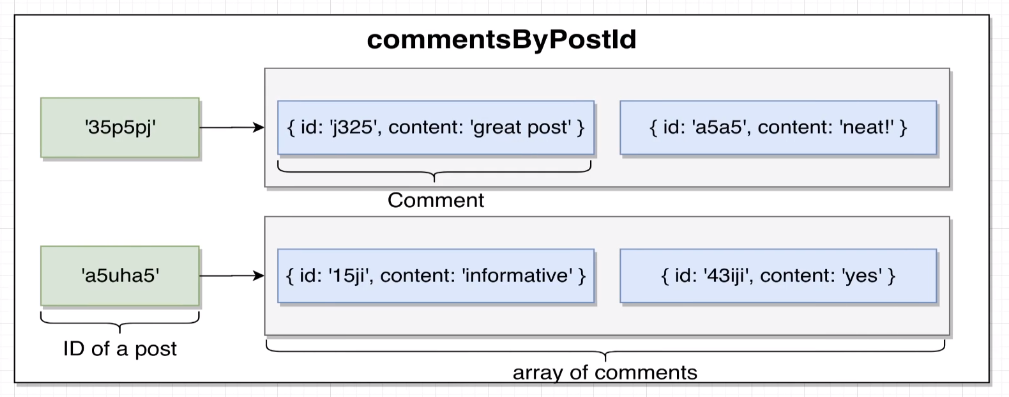 commentsByPostId
'35p5pj'
{ id: 'j325', content: 'great post' }
{ id: 'a5a5', content: 'neat!' }
Comment
'a5uha5'
{ id: '15ji', content: 'informative' }
{ id: '43iji', content: 'yes' }
ID of a post
array of comments